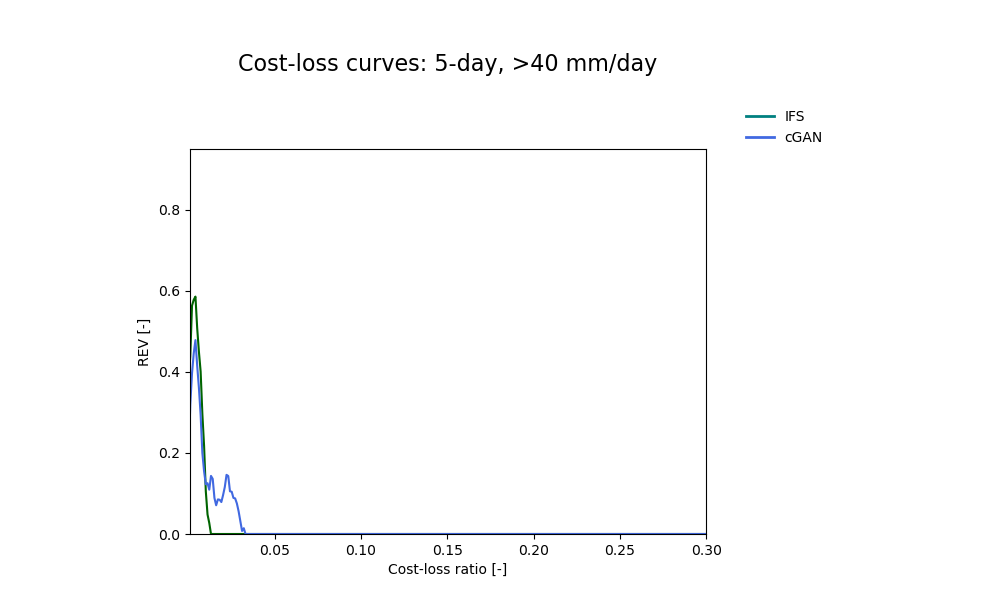 Cost-loss curves: 5-day, >40 mm/day
IFS
cGAN
0.8
0.6
0.4
0.2
0.0
REV [-]
0.05 0.10 0.15 0.20 0.25 0.30
Cost-loss ratio [-]